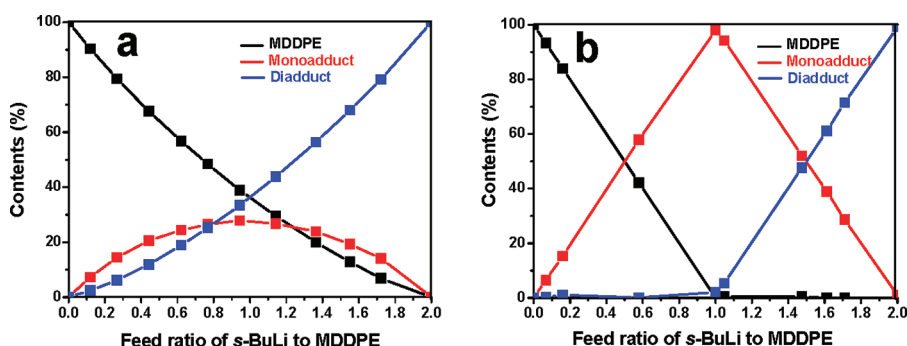 a
MDDPE
Monoadduct
Diadduct
Contents (%)
100
80
60
40
20
0
0.0 0.2 0.4 0.6 0.8 1.0 1.2 1.4 1.6 1.8 2.0
Feed ratio of s-BuLi to MDDPE
b
MDDPE
Monoadduct
Diadduct
Contents (%)
100
80
60
40
20
0
0.0 0.2 0.4 0.6 0.8 1.0 1.2 1.4 1.6 1.8 2.0
Feed ratio of s-BuLi to MDDPE